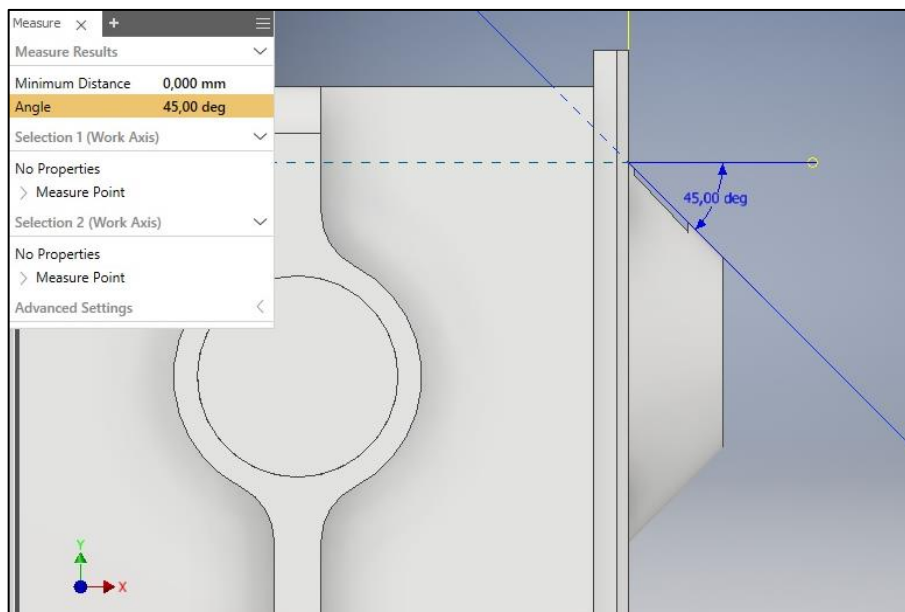 Measure × +
Measure Results
Minimum Distance 0,000 mm
Angle 45,00 deg
Selection 1 (Work Axis)
No Properties
Measure Point
Selection 2 (Work Axis)
No Properties
Measure Point
Advanced Settings
45,00 deg
Y
X